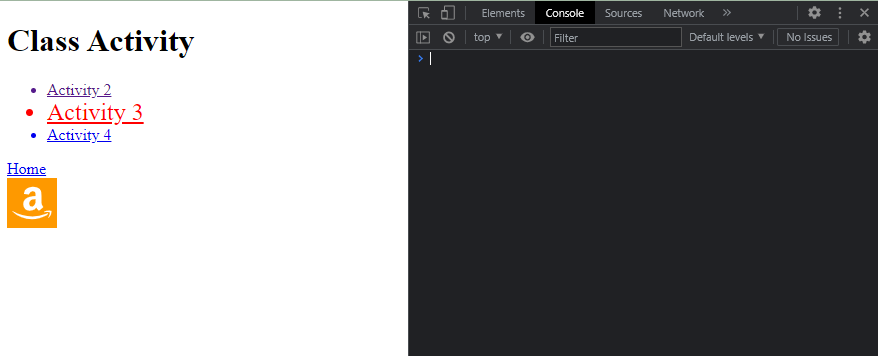 Class Activity
Activity 2
Activity 3
Activity 4
Home
a
Elements Console Sources Network »
top ▼ Filter Default levels ▼ No Issues
>